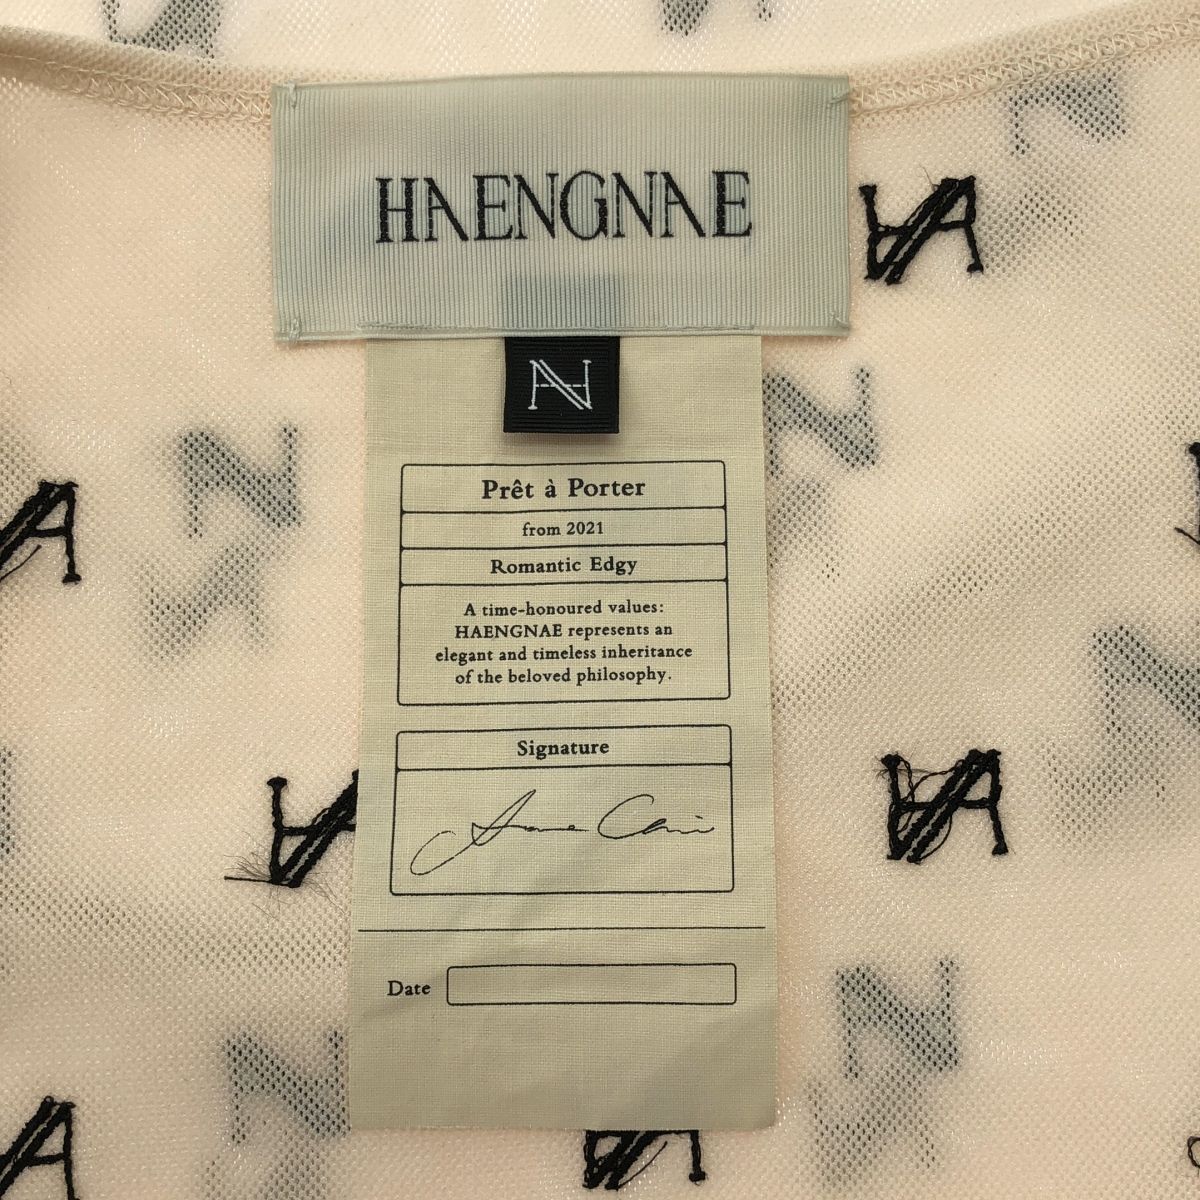 HAENGNAE
Prêt à Porter
from 2021
Romantic Edgy
A time-honoured values:
HAENGNAE represents an
elegant and timeless inheritance
of the beloved philosophy.
Signature
Date